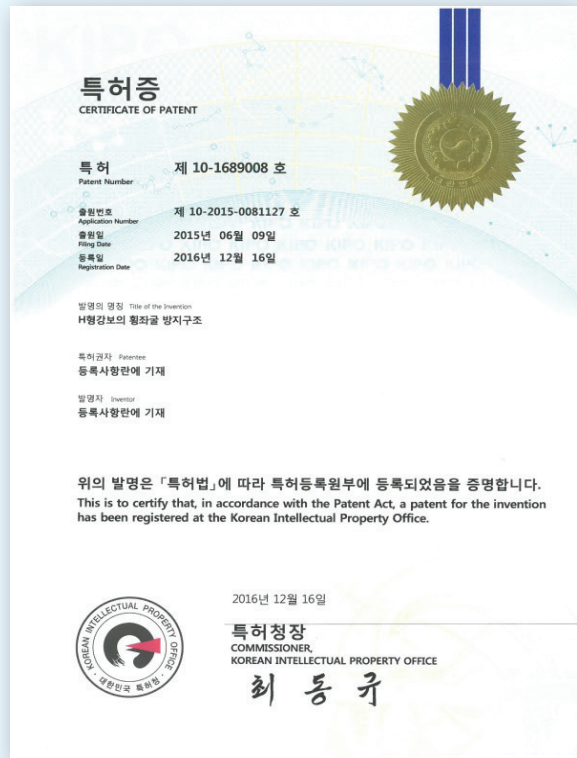 특허증
CERTIFICATE OF PATENT
특 허 제 10-1689008 호
Patent Number
출원번호 제 10-2015-0081127 호
Application Number
출원일 2015년 06월 09일
Filing Date
등록일 2016년 12월 16일
Registration Date
발명의 명칭 Title of the Invention
H형강보의 횡좌굴 방지구조
특허권자 Patentee
등록사항란에 기재
발명자 Inventor
등록사항란에 기재
위의 발명은 「특허법」에 따라 특허등록원부에 등록되었음을 증명합니다.
This is to certify that, in accordance with the Patent Act, a patent for the invention
has been registered at the Korean Intellectual Property Office.
2016년 12월 16일
특허청장
COMMISSIONER,
KOREAN INTELLECTUAL PROPERTY OFFICE
최동규
KOREAN INTELLECTUAL PROPERTY OFFICE
대한민국 특허청